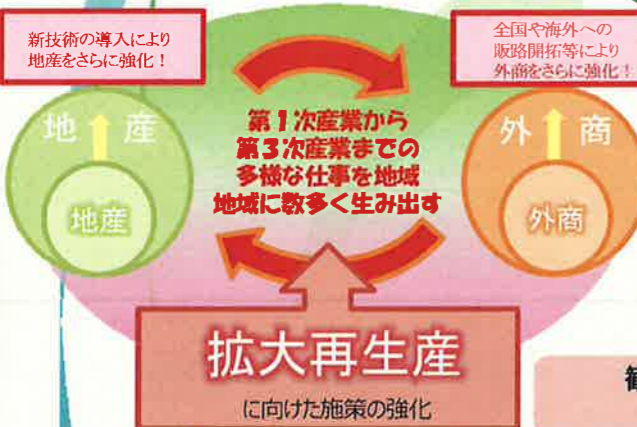 新技術の導入により
地産をさらに強化！
全国や海外への
販路開拓等により
外商をさらに強化！
地産
地産
第１次産業から
第３次産業までの
多様な仕事を地域
地域に数多く生み出す
外商
外商
拡大再生産
に向けた施策の強化